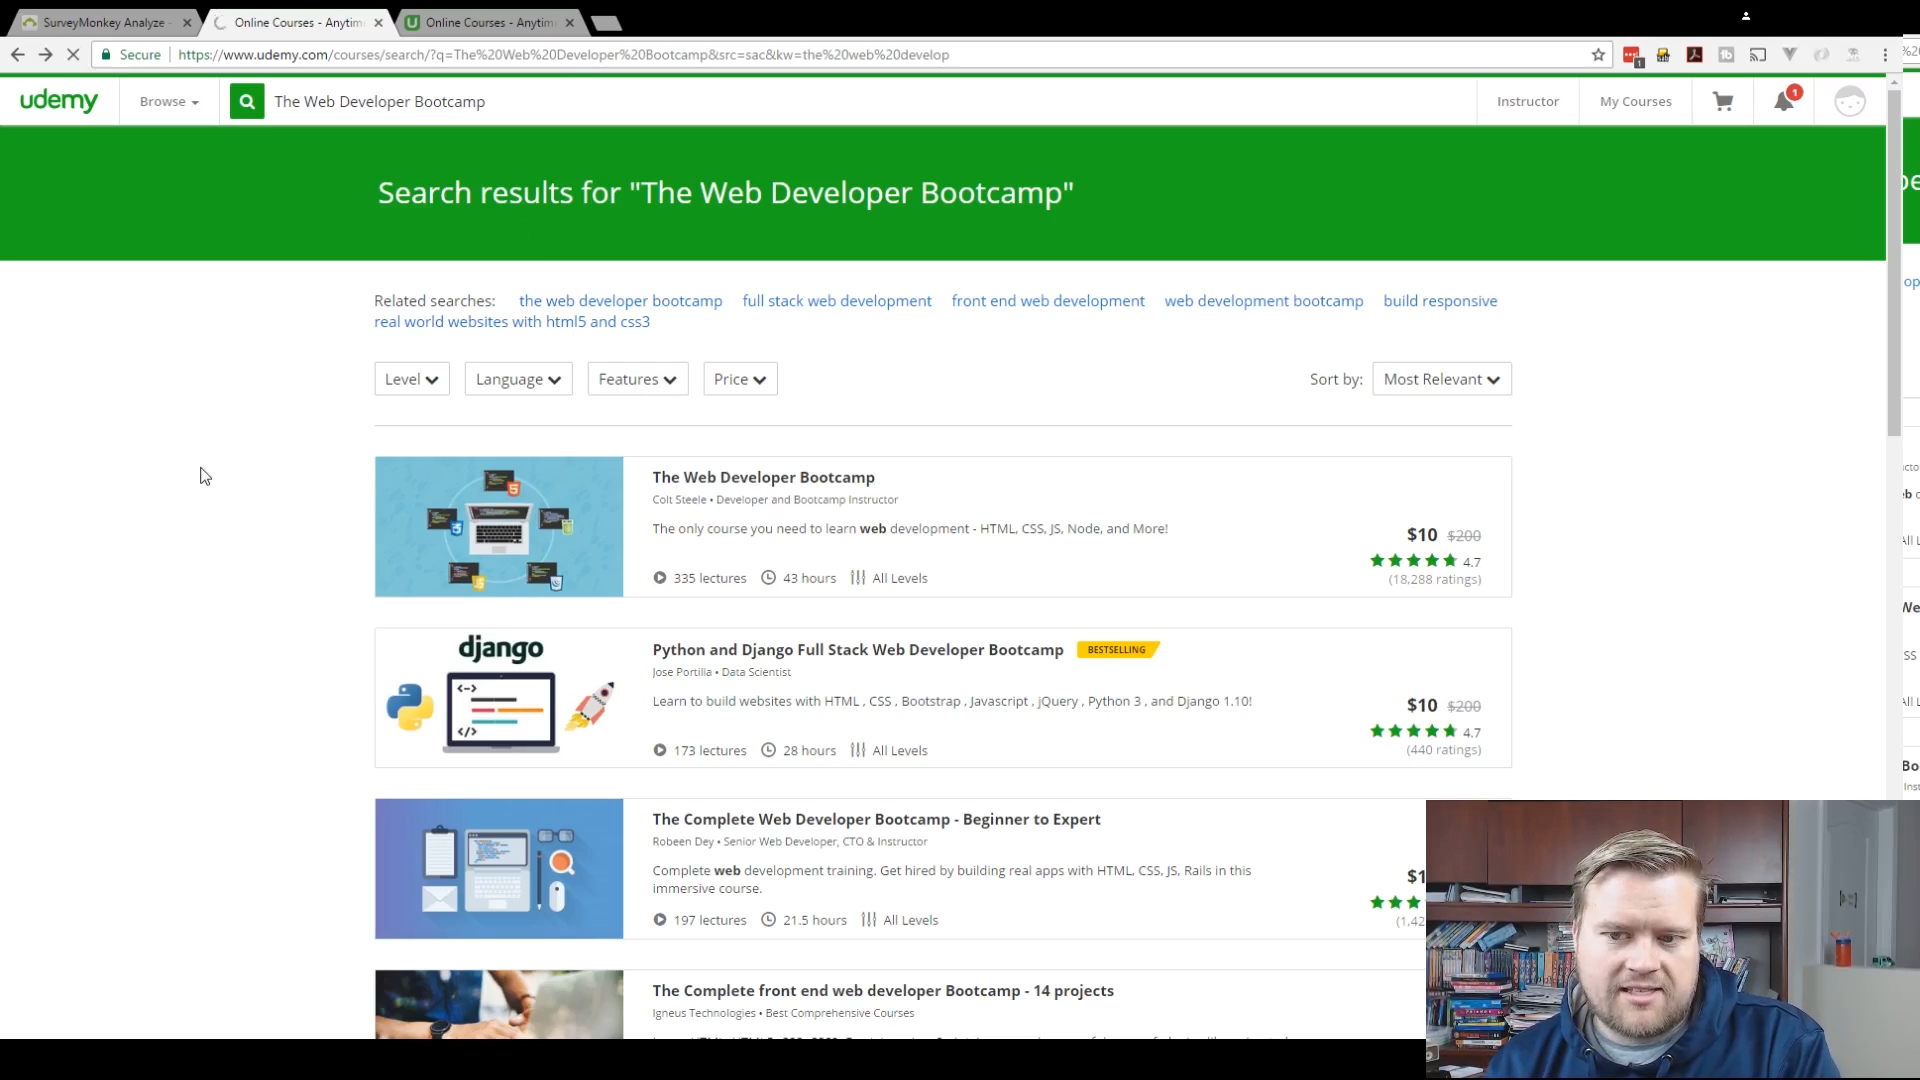 SurveyMonkey Analyze -
Online Courses - Anytim
Online Courses - Anytim
Secure
https://www.udemy.com/courses/search/?q=The%20Web%20Developer%20Bootcamp&src=sac&kw=the%20web%20develop
1
udemy
Browse
The Web Developer Bootcamp
Instructor
My Courses
1
Search results for "The Web Developer Bootcamp"
Related searches: the web developer bootcamp full stack web development front end web development web development bootcamp build responsive
real world websites with html5 and css3
Level
Language
Features
Price
Sort by:
Most Relevant
The Web Developer Bootcamp
Colt Steele • Developer and Bootcamp Instructor
The only course you need to learn web development - HTML, CSS, JS, Node, and More!
$10 $200
4.7
(18,288 ratings)
335 lectures 43 hours All Levels
django
Python and Django Full Stack Web Developer Bootcamp
BESTSELLING
Jose Portilla • Data Scientist
Learn to build websites with HTML , CSS , Bootstrap , Javascript , jQuery , Python 3 , and Django 1.10!
$10 $200
4.7
(440 ratings)
173 lectures 28 hours All Levels
The Complete Web Developer Bootcamp - Beginner to Expert
Robeen Dey • Senior Web Developer, CTO & Instructor
Complete web development training. Get hired by building real apps with HTML, CSS, JS, Rails in this
immersive course.
$1
(1,42
197 lectures 21.5 hours All Levels
The Complete front end web developer Bootcamp - 14 projects
Igneus Technologies • Best Comprehensive Courses